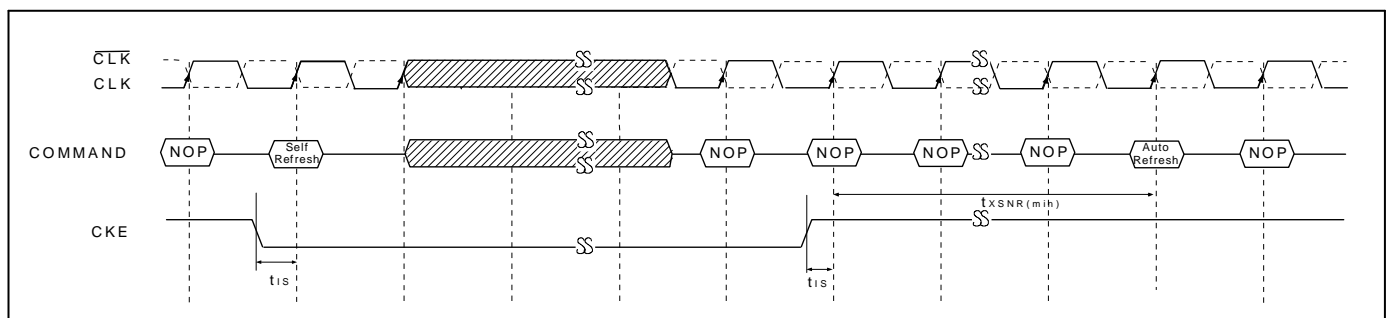 CLK
CLK
COMMAND NOP Self Refresh NOP NOP NOP NOP Auto Refresh NOP
tXSNR(mih)
CKE
tIS tIS